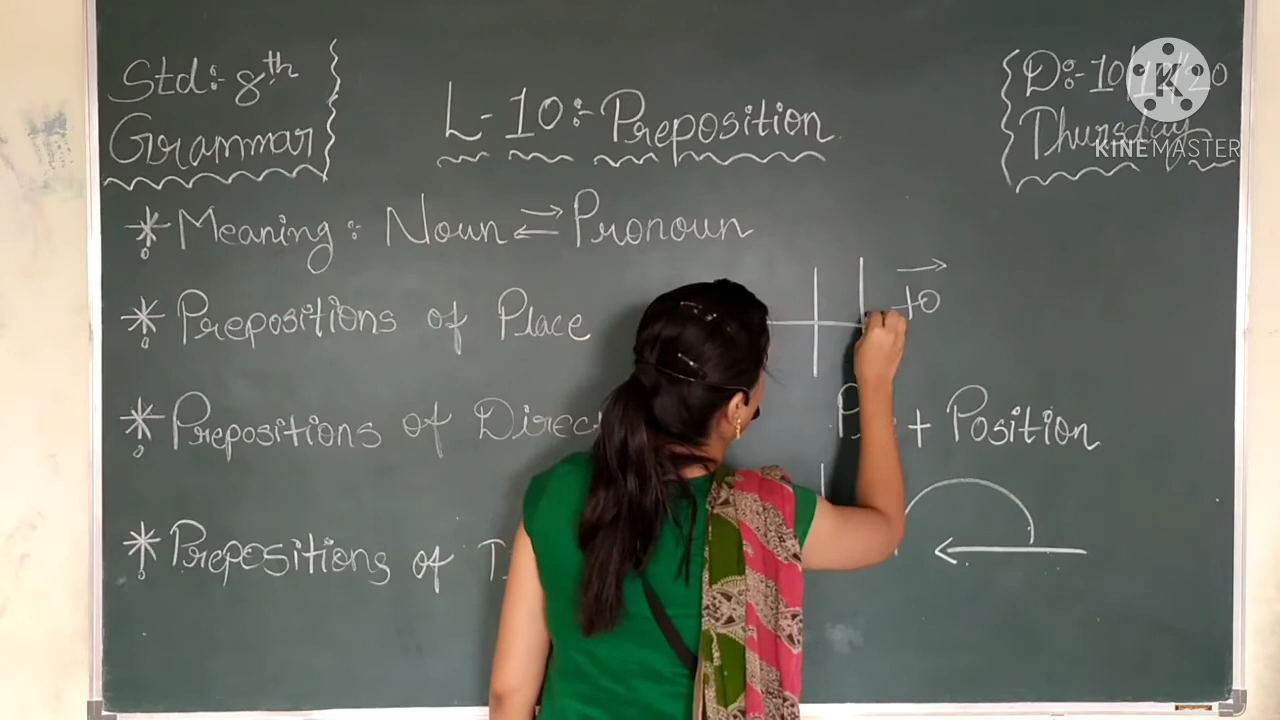 Std:- 8th
Grammar
L-10:- Preposition
Thursday
KINEMASTER
* Meaning: Noun ⇄ Pronoun
* Prepositions of Place
to
* Prepositions of
+ Position
* Prepositions of